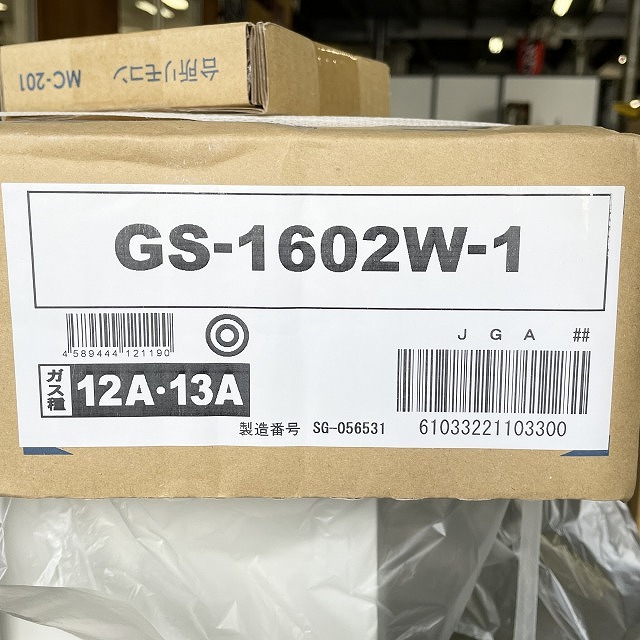 台所リモコン MC-201
GS-1602W-1
4 589444 121190
JGA ##
ガス種 12A・13A
製造番号 SG-056531
61033221103300